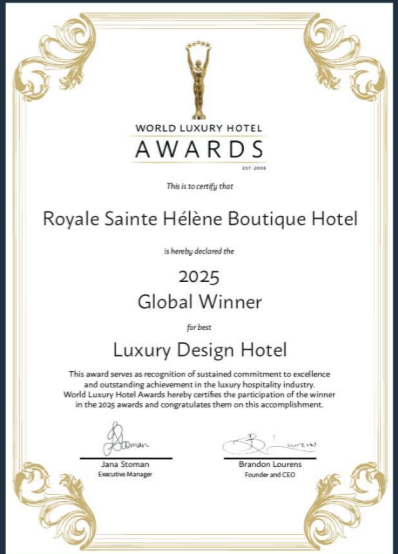 WORLD LUXURY HOTEL
AWARDS
EST. 2006
This is to certify that
Royale Sainte Hélène Boutique Hotel
is hereby declared the
2025
Global Winner
for best
Luxury Design Hotel
This award serves as recognition of sustained commitment to excellence
and outstanding achievement in the luxury hospitality industry.
World Luxury Hotel Awards hereby certifies the participation of the winner
in the 2025 awards and congratulates them on this accomplishment.
Jana Stoman
Executive Manager
Brandon Lourens
Founder and CEO